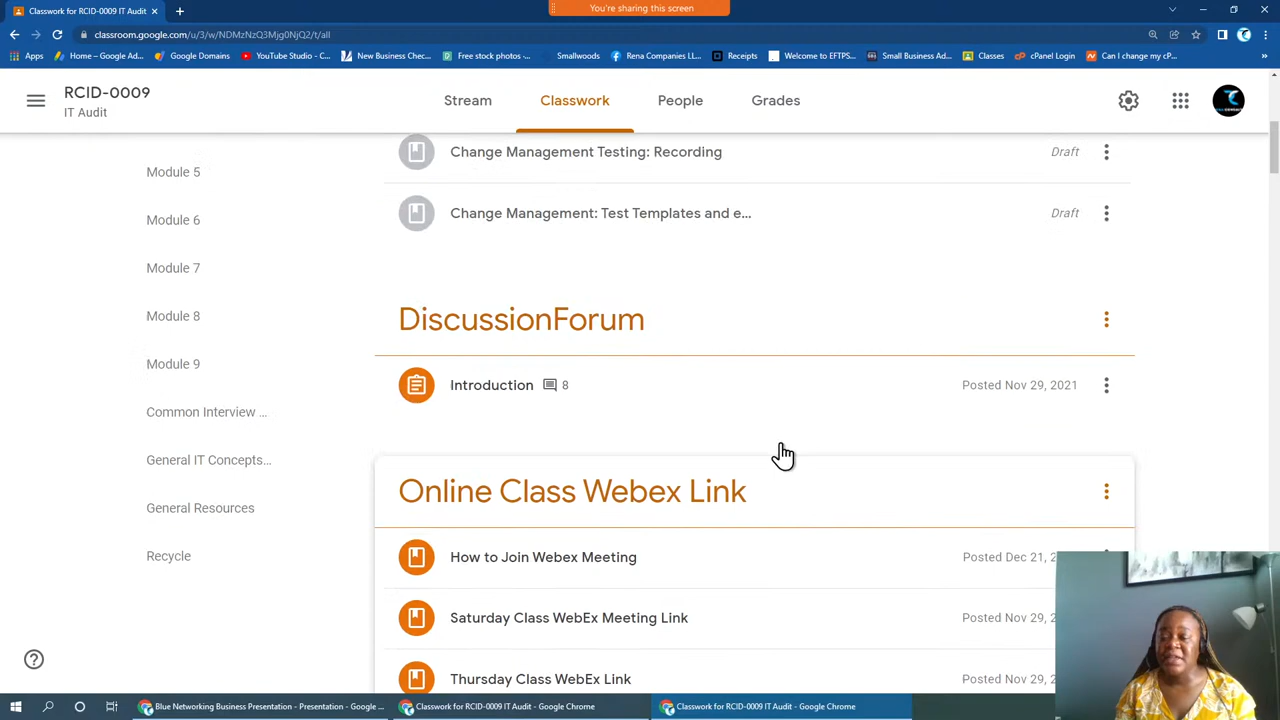 Classwork for RCID-0009 IT Audit
You're sharing this screen
classroom.google.com/u/3/w/NDMzNzQ3Mjg0NjQ2/t/all
Apps
Home – Google Ad...
Google Domains
YouTube Studio - C...
New Business Chec...
Free stock photos -...
Smallwoods
Rena Companies LL...
Receipts
Welcome to EFTPS...
Small Business Ad...
Classes
cPanel Login
Can I change my cP...
RCID-0009
IT Audit
Stream
Classwork
People
Grades
Module 5
Module 6
Module 7
Module 8
Module 9
Common Interview ...
General IT Concepts...
General Resources
Recycle
Change Management Testing: Recording
Draft
Change Management: Test Templates and e...
Draft
DiscussionForum
Introduction 8
Posted Nov 29, 2021
Online Class Webex Link
How to Join Webex Meeting
Posted Dec 21, 2
Saturday Class WebEx Meeting Link
Posted Nov 29, 2
Thursday Class WebEx Link
Posted Nov 29, 2
Blue Networking Business Presentation - Presentation - Google ...
Classwork for RCID-0009 IT Audit - Google Chrome
Classwork for RCID-0009 IT Audit - Google Chrome